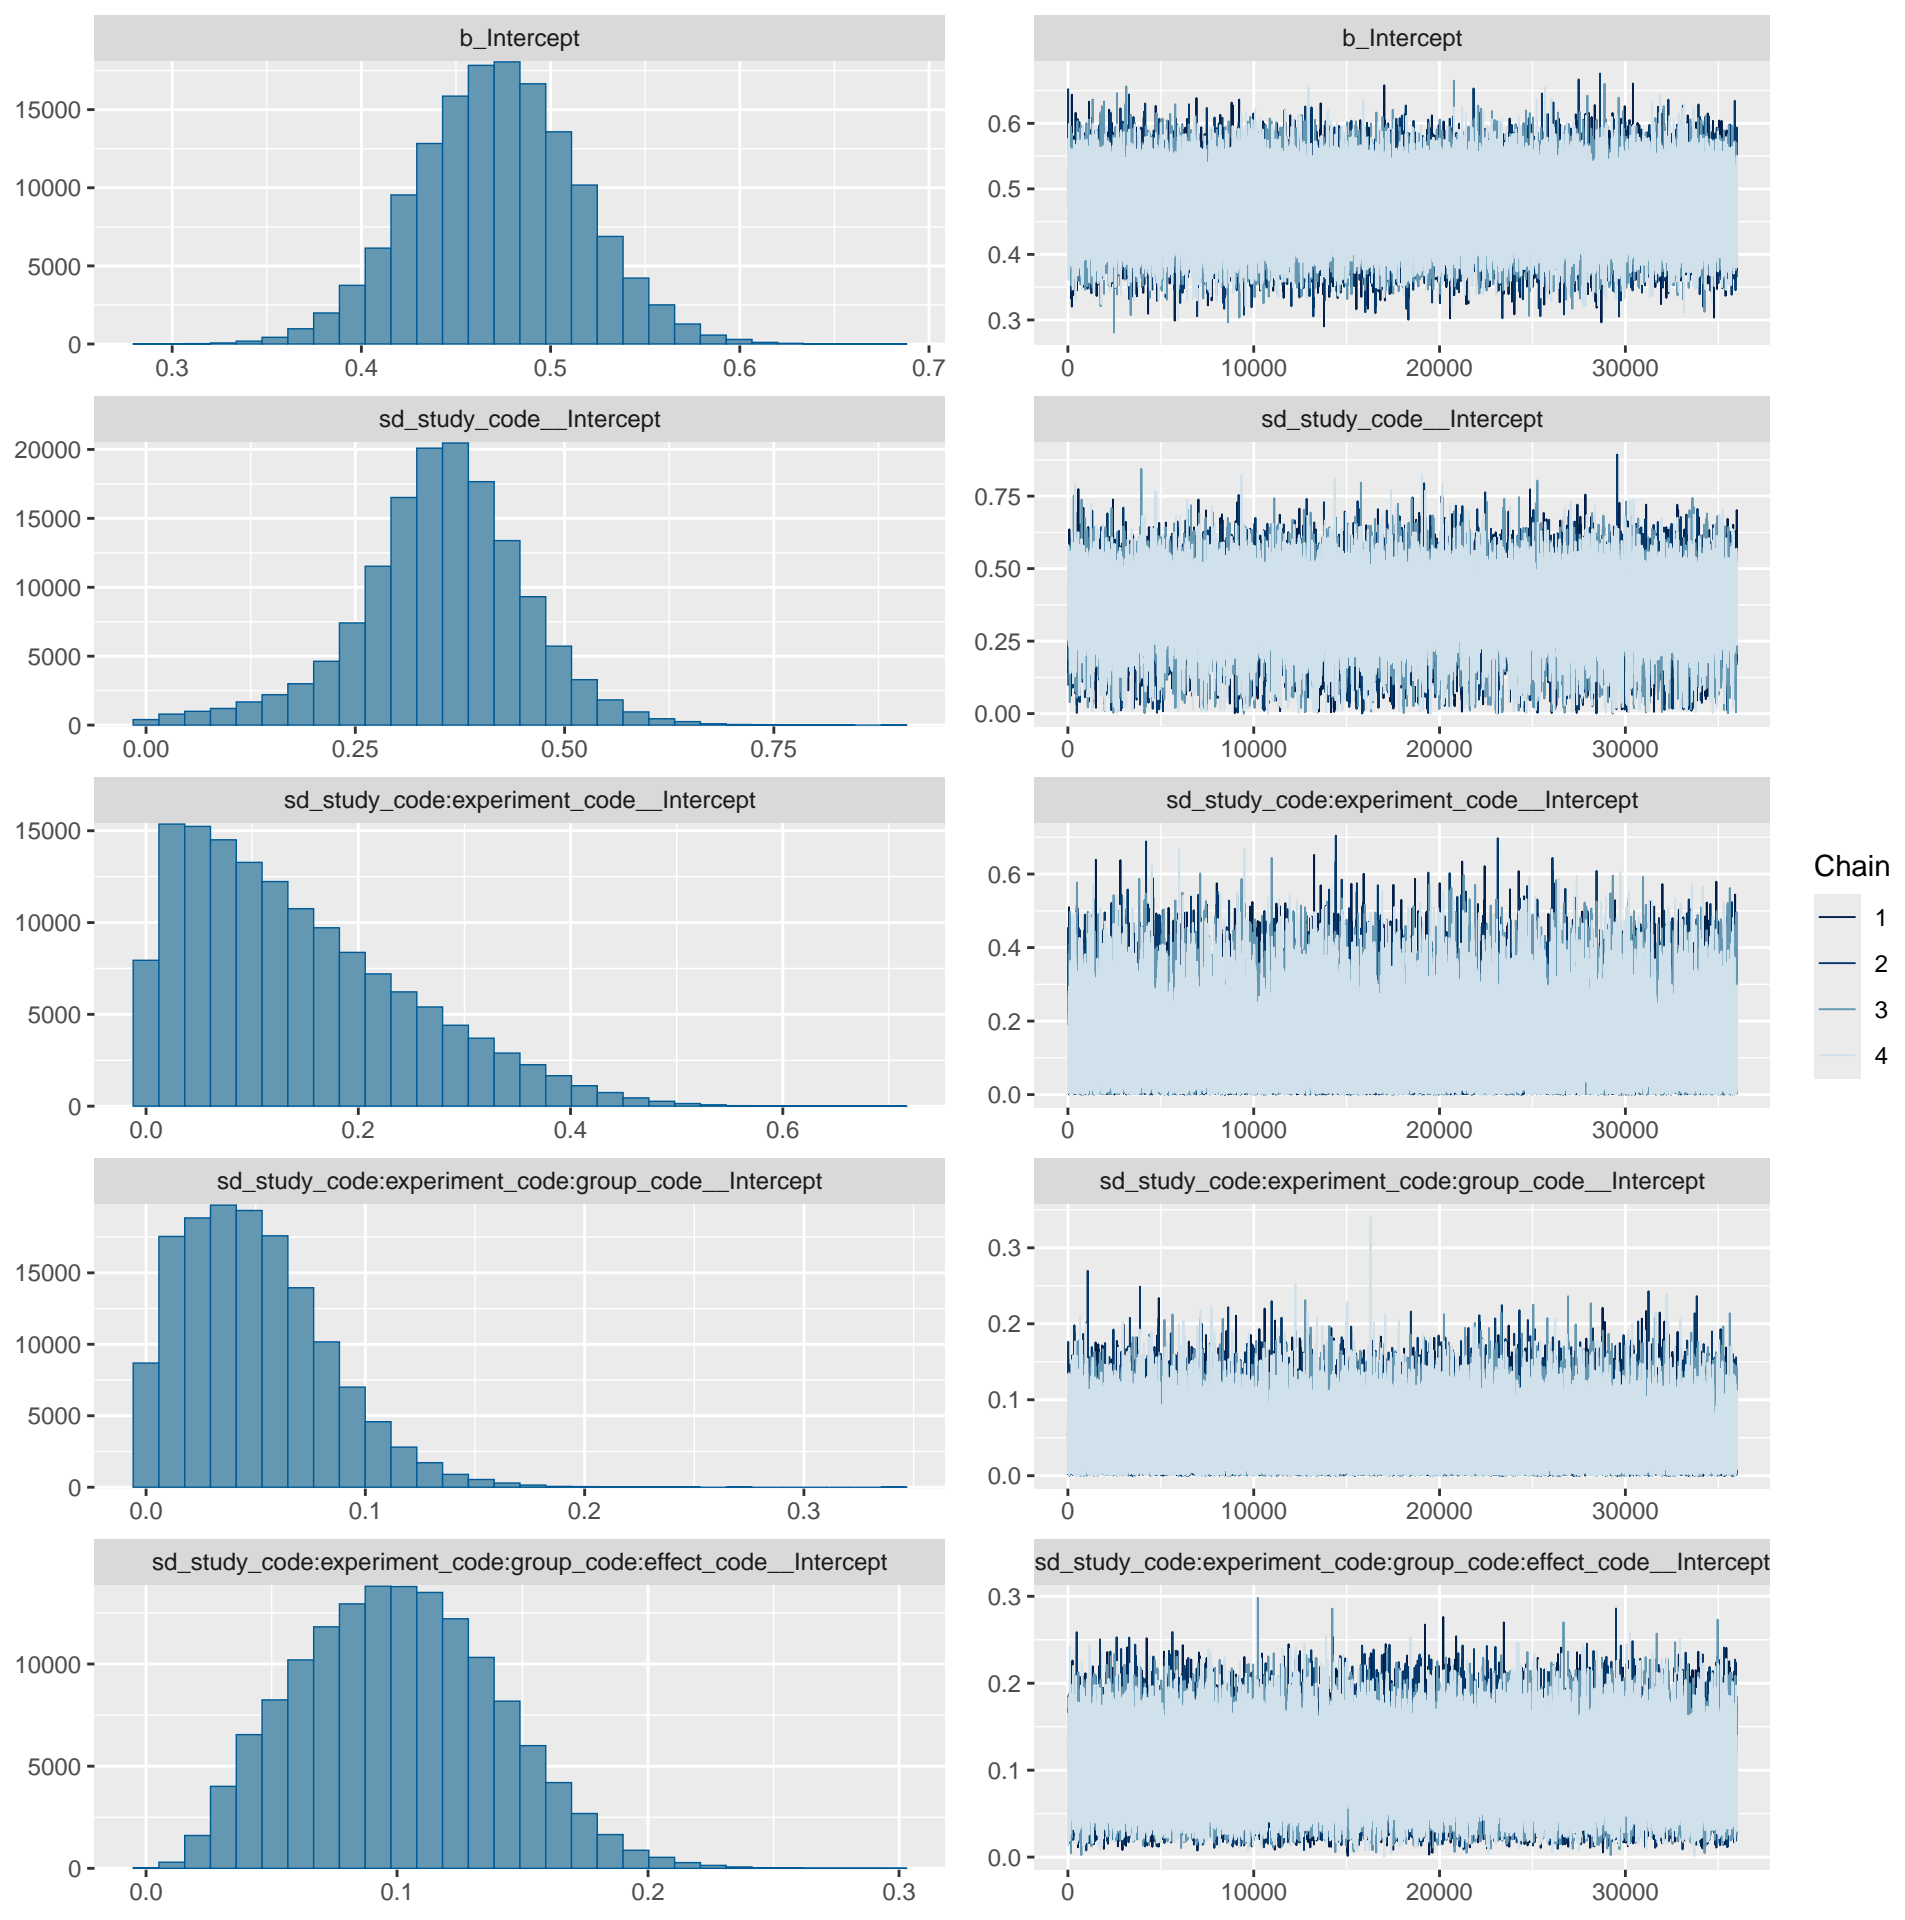 b_Intercept
15000
10000
5000
0
0.3 0.4 0.5 0.6 0.7
b_Intercept
0.6
0.5
0.4
0.3
0 10000 20000 30000
sd_study_code__Intercept
20000
15000
10000
5000
0
0.00 0.25 0.50 0.75
sd_study_code__Intercept
0.75
0.50
0.25
0.00
0 10000 20000 30000
sd_study_code:experiment_code__Intercept
15000
10000
5000
0
0.0 0.2 0.4 0.6
sd_study_code:experiment_code__Intercept
0.6
0.4
0.2
0.0
0 10000 20000 30000
sd_study_code:experiment_code:group_code__Intercept
15000
10000
5000
0
0.0 0.1 0.2 0.3
sd_study_code:experiment_code:group_code__Intercept
0.3
0.2
0.1
0.0
0 10000 20000 30000
sd_study_code:experiment_code:group_code:effect_code__Intercept
10000
5000
0
0.0 0.1 0.2 0.3
sd_study_code:experiment_code:group_code:effect_code__Intercept
0.3
0.2
0.1
0.0
0 10000 20000 30000
Chain
1
2
3
4